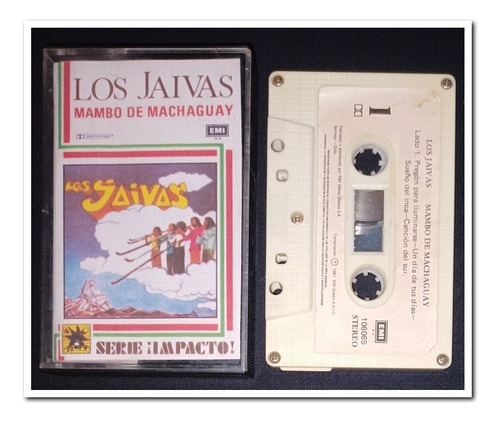 LOS JAIVAS
MAMBO DE MACHAGUAY
EMI
LOS JAIVAS
SERIE ¡IMPACTO!
1
LOS JAIVAS MAMBO DE MACHAGUAY
Lado 1: Pregón para iluminarse—Un día de tus días—
Sueño del inca—Canción del sur.
EMI
106065
STEREO